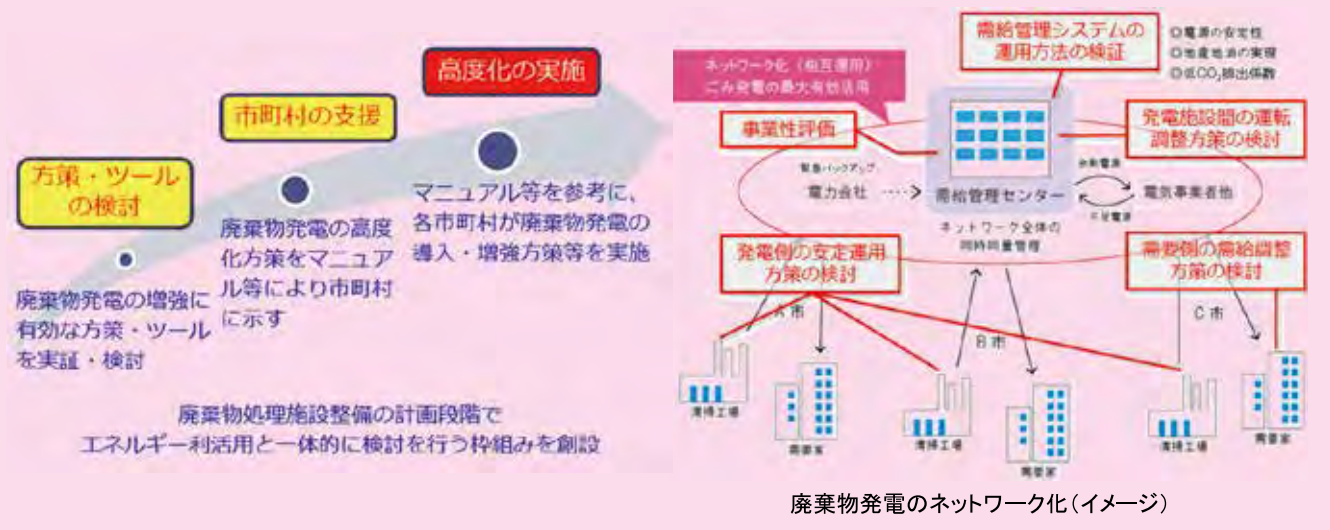 高度化の実施
市町村の支援
方策・ツール
の検討
マニュアル等を参考に、
各市町村が廃棄物発電の
導入・増強方策等を実施
廃棄物発電の高度
化方策をマニュア
ル等により市町村
に示す
廃棄物発電の増強に
有効な方策・ツール
を実証・検討
廃棄物処理施設整備の計画段階で
エネルギー利活用と一体的に検討を行う枠組みを創設
需給管理システムの
運用方法の検証
◎電源の安定性
◎地産地消の実現
◎低CO₂排出係数
ネットワーク化（相互運用）
ごみ発電の最大有効活用
事業性評価
発電施設間の運転
調整方策の検討
緊急バックアップ
電力会社
需給管理センター
余剰電源
電気事業者他
不足電源
ネットワーク全体の
同時同量管理
発電側の安定運用
方策の検討
需要側の需給調整
方策の検討
A市
B市
C市
清掃工場
需要家
清掃工場
需要家
清掃工場
需要家
廃棄物発電のネットワーク化（イメージ）